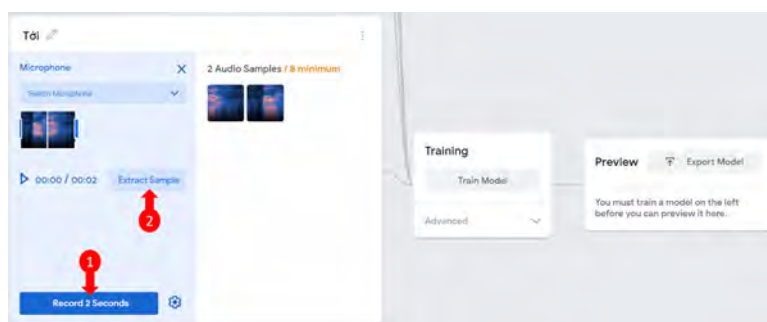 Tới
Microphone
Switch Microphone
00:00 / 00:02
Extract Sample
2
1
Record 2 Seconds
2 Audio Samples / 8 minimum
Training
Train Model
Advanced
Preview
Export Model
You must train a model on the left
before you can preview it here.